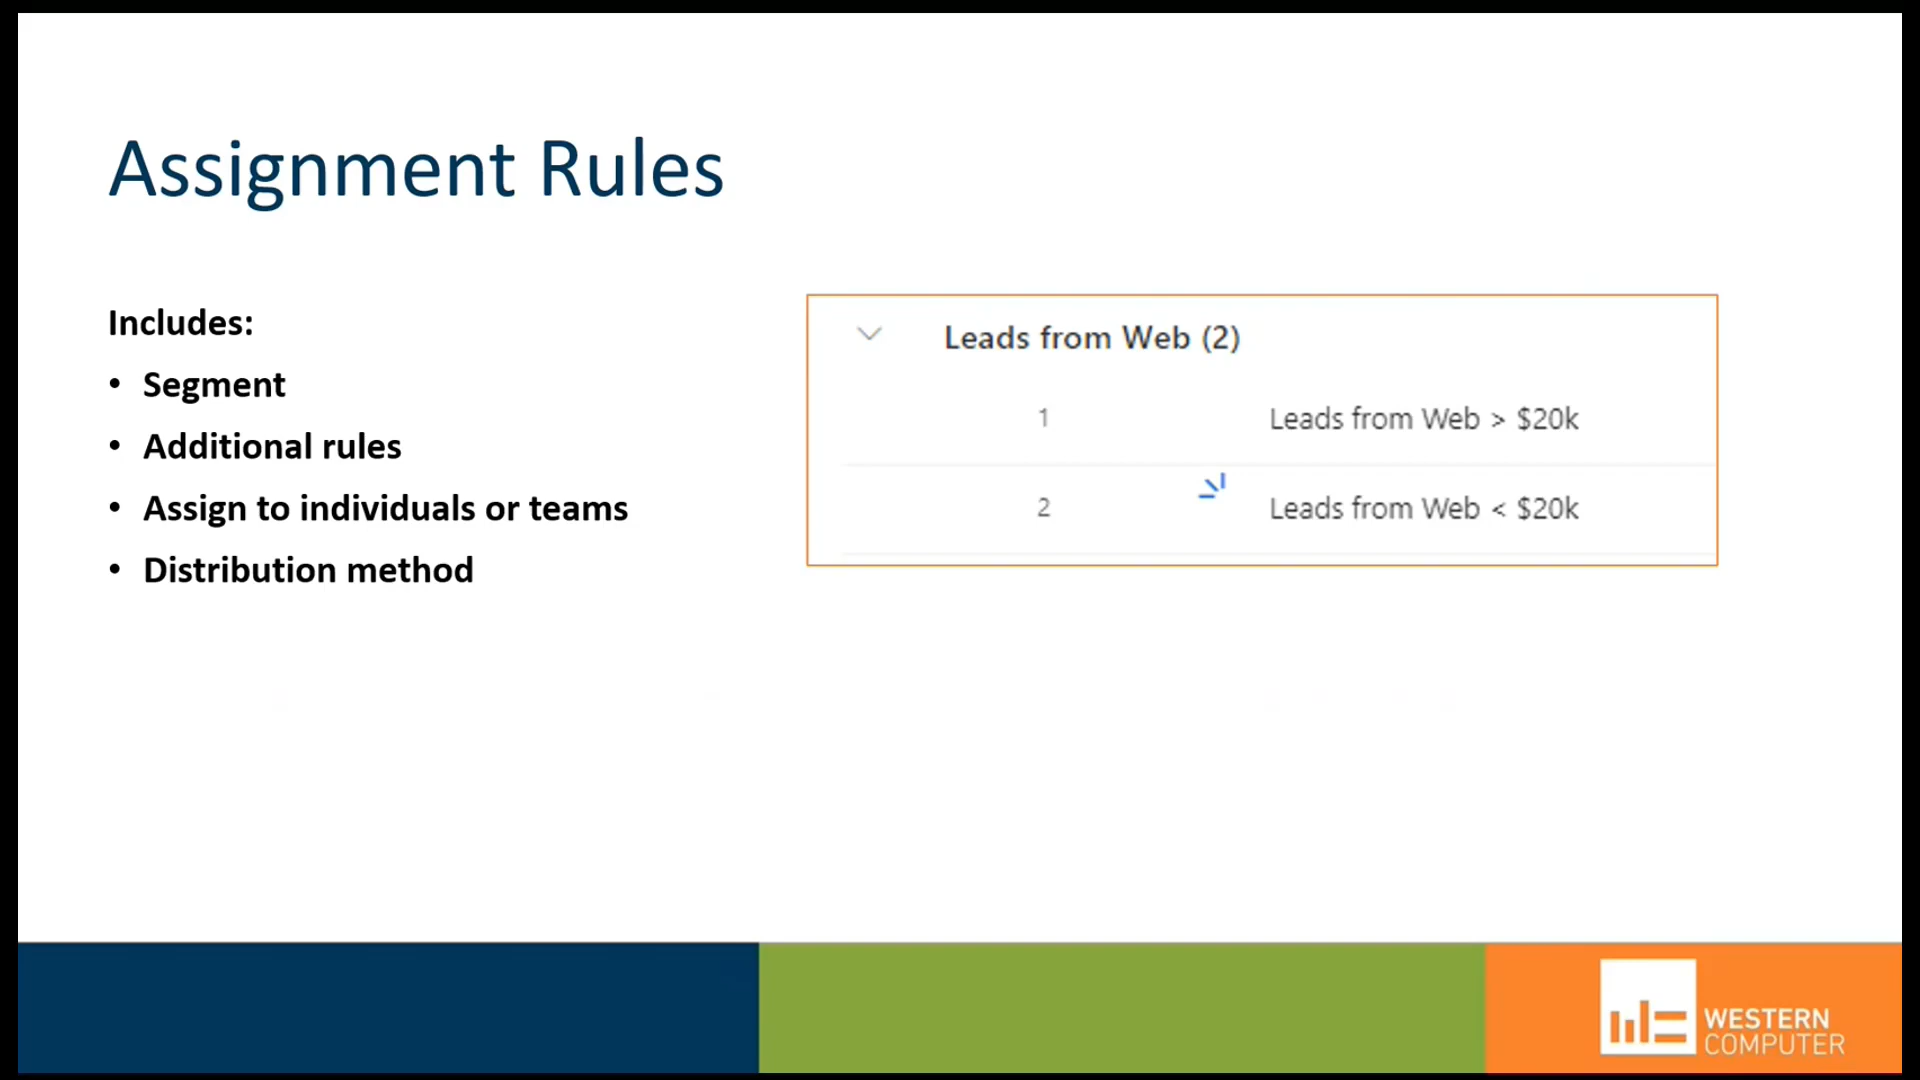 Assignment Rules
Includes:
• Segment
• Additional rules
• Assign to individuals or teams
• Distribution method
Leads from Web (2)
1 Leads from Web > $20k
2 Leads from Web < $20k
WESTERN
COMPUTER